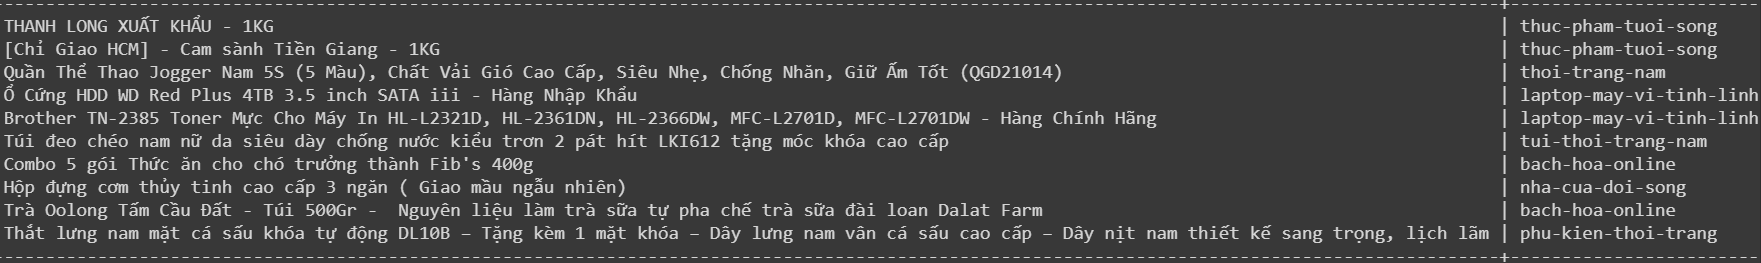 THANH LONG XUẤT KHẨU - 1KG | thuc-pham-tuoi-song
[Chỉ Giao HCM] - Cam sành Tiền Giang - 1KG | thuc-pham-tuoi-song
Quần Thể Thao Jogger Nam 5S (5 Màu), Chất Vải Gió Cao Cấp, Siêu Nhẹ, Chống Nhăn, Giữ Ấm Tốt (QGD21014) | thoi-trang-nam
Ổ Cứng HDD WD Red Plus 4TB 3.5 inch SATA iii - Hàng Nhập Khẩu | laptop-may-vi-tinh-linh
Brother TN-2385 Toner Mực Cho Máy In HL-L2321D, HL-2361DN, HL-2366DW, MFC-L2701D, MFC-L2701DW - Hàng Chính Hãng | laptop-may-vi-tinh-linh
Túi đeo chéo nam nữ da siêu dày chống nước kiểu trơn 2 pát hít LKI612 tặng móc khóa cao cấp | tui-thoi-trang-nam
Combo 5 gói Thức ăn cho chó trưởng thành Fib's 400g | bach-hoa-online
Hộp đựng cơm thủy tinh cao cấp 3 ngăn ( Giao mầu ngẫu nhiên) | nha-cua-doi-song
Trà Oolong Tấm Cầu Đất - Túi 500Gr -  Nguyên liệu làm trà sữa tự pha chế trà sữa đài loan Dalat Farm | bach-hoa-online
Thắt lưng nam mặt cá sấu khóa tự động DL10B – Tặng kèm 1 mặt khóa – Dây lưng nam vân cá sấu cao cấp – Dây nịt nam thiết kế sang trọng, lịch lãm | phu-kien-thoi-trang